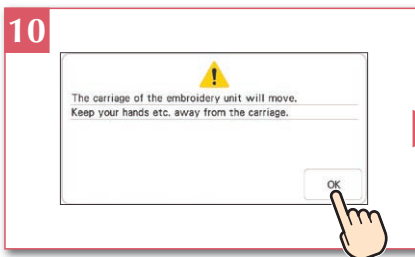 10
The carriage of the embroidery unit will move.
Keep your hands etc. away from the carriage.
OK